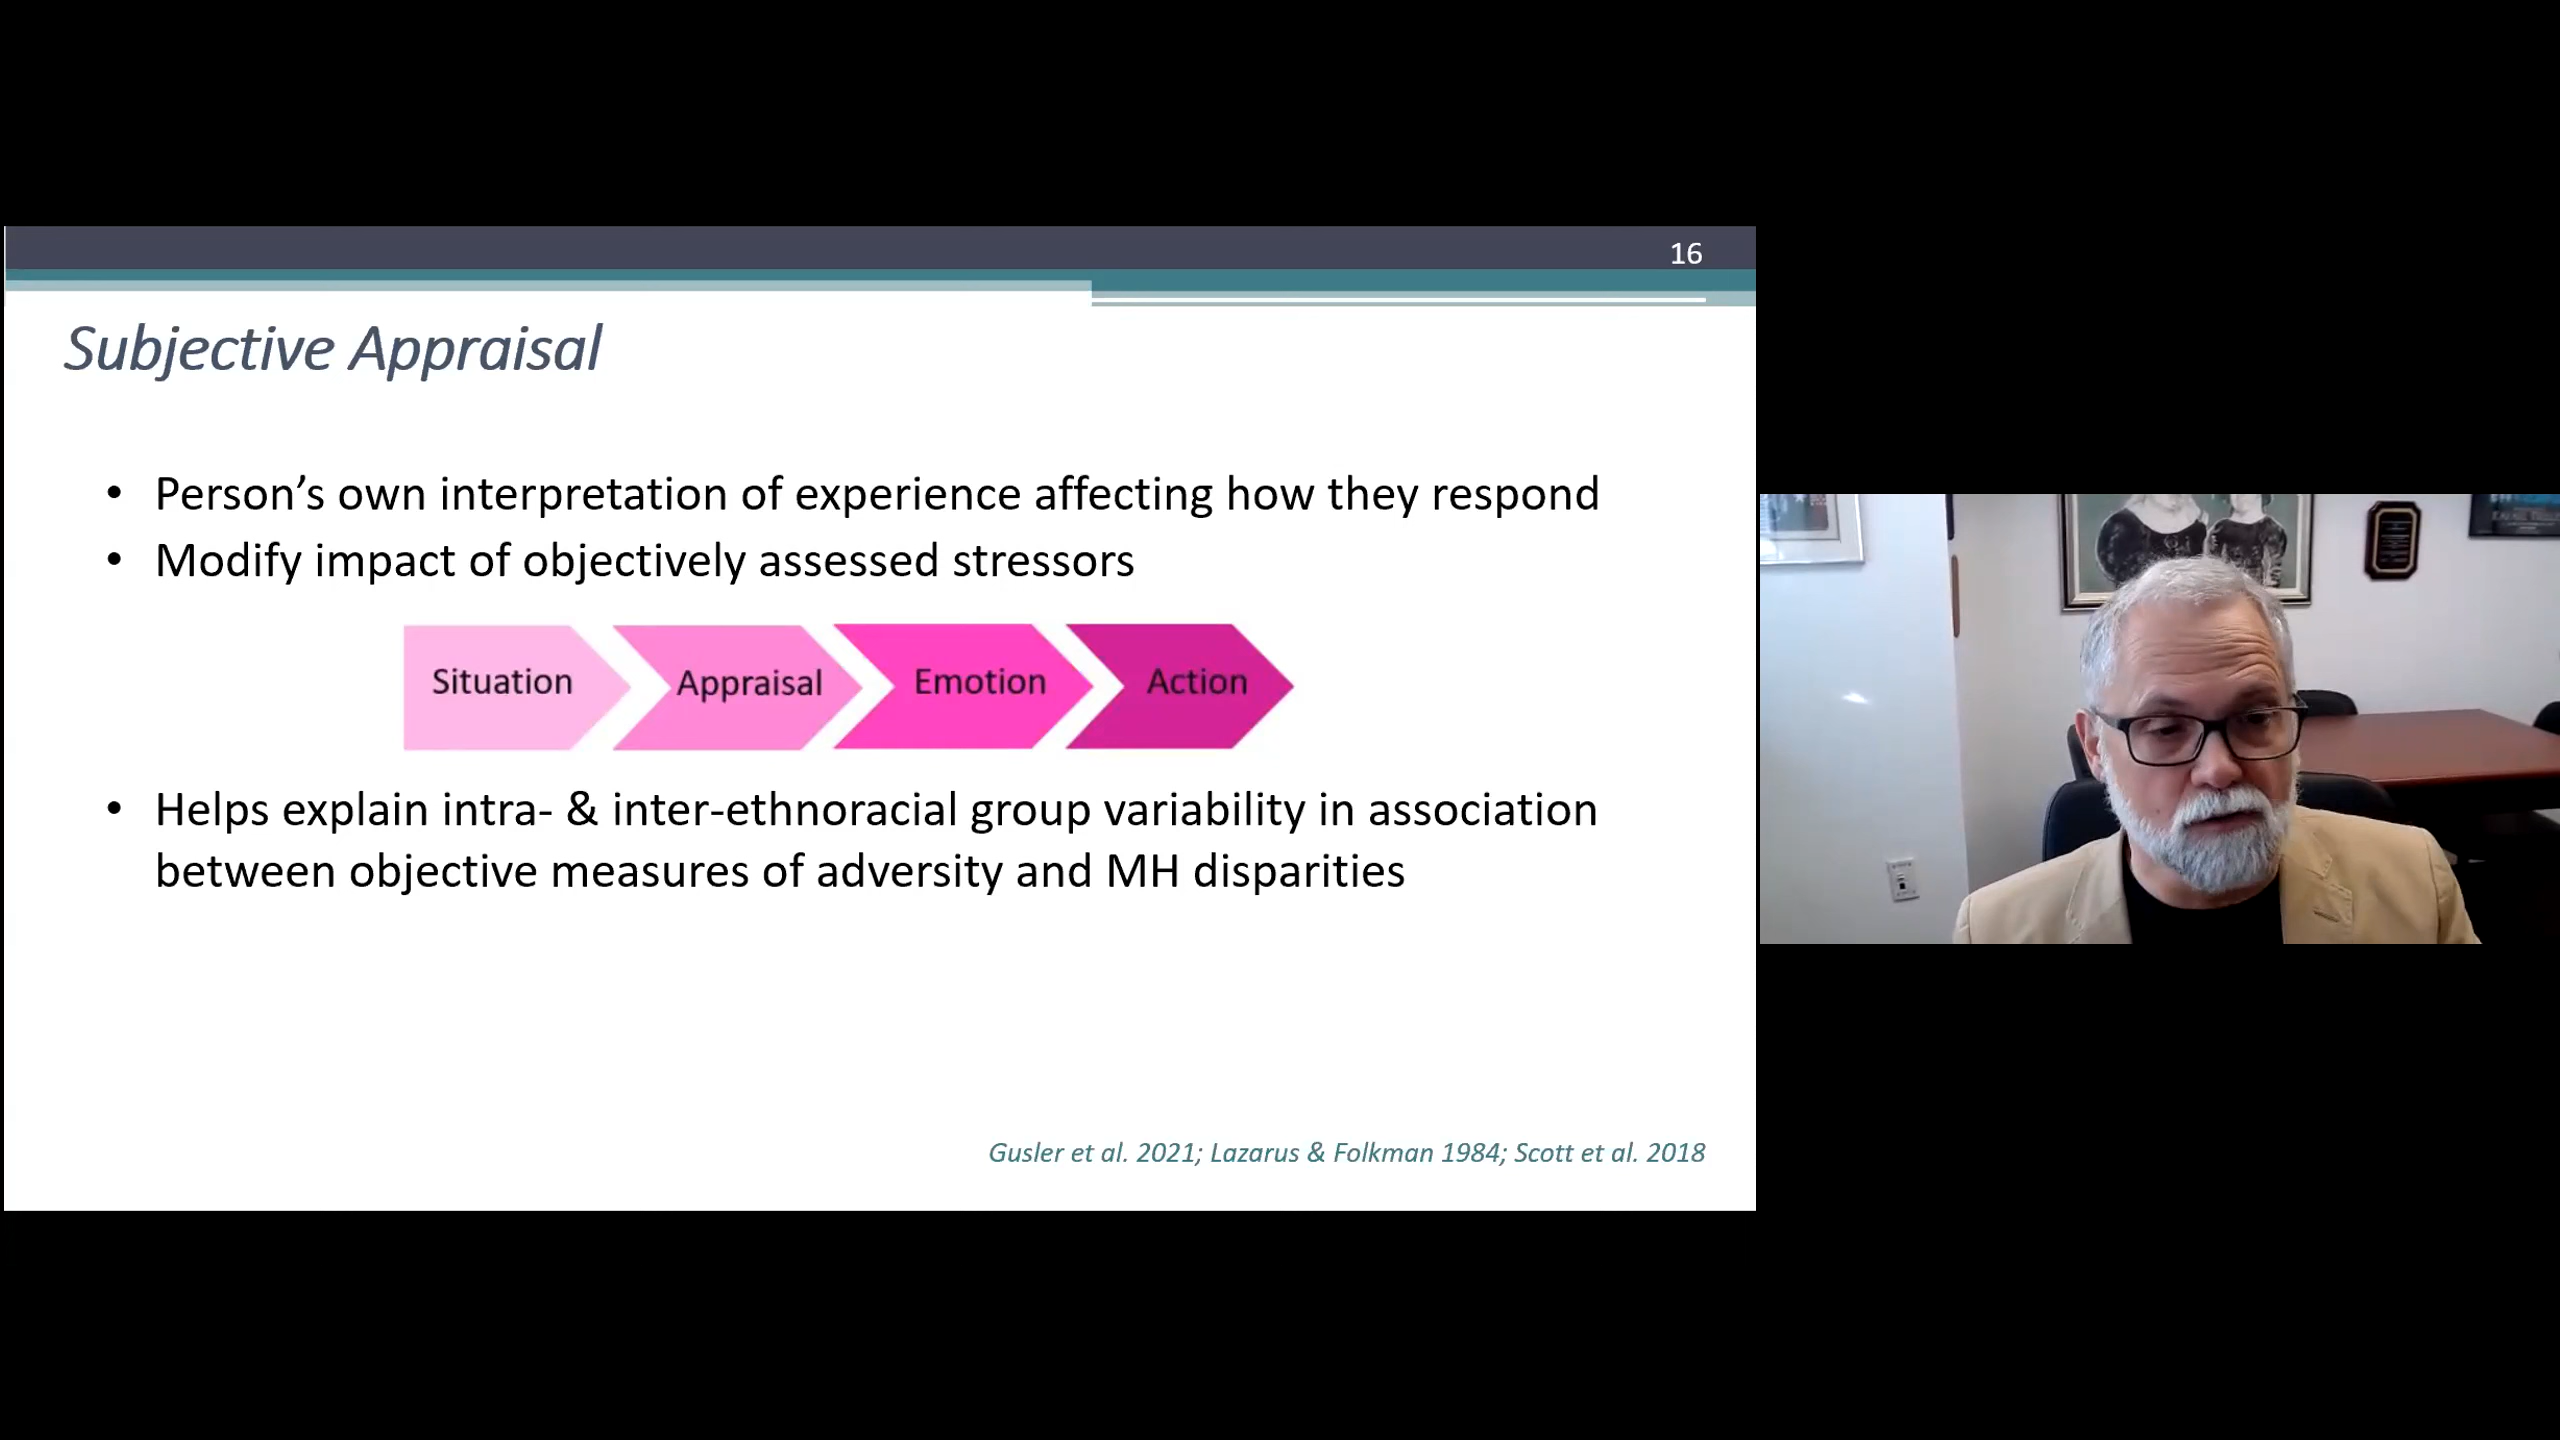 16
Subjective Appraisal
• Person’s own interpretation of experience affecting how they respond
• Modify impact of objectively assessed stressors
Situation
Appraisal
Emotion
Action
• Helps explain intra- & inter-ethnoracial group variability in association
between objective measures of adversity and MH disparities
Gusler et al. 2021; Lazarus & Folkman 1984; Scott et al. 2018